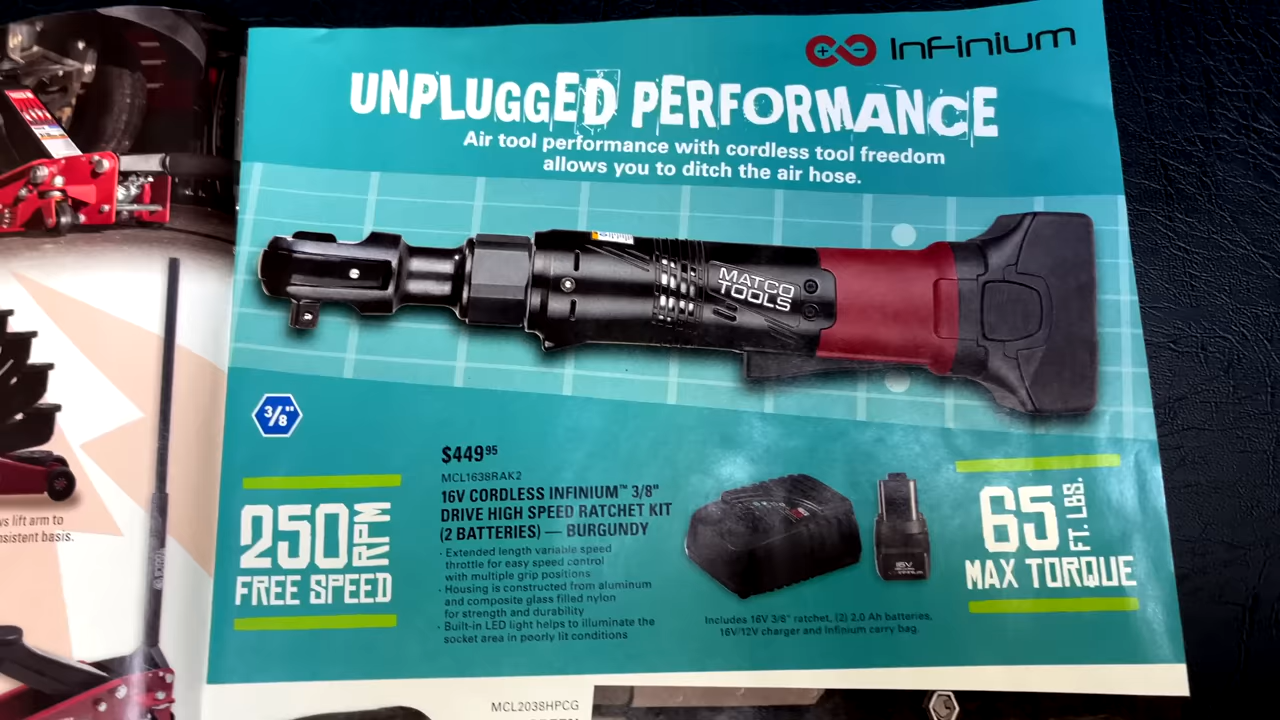 InFinium
UNPLUGGED PERFORMANCE
Air tool performance with cordless tool freedom
allows you to ditch the air hose.
MATCO
TOOLS
3/8"
$449⁹⁵
MCL1638RAK2
16V CORDLESS INFINIUM™ 3/8"
DRIVE HIGH SPEED RATCHET KIT
(2 BATTERIES) — BURGUNDY
· Extended length variable speed
throttle for easy speed control
with multiple grip positions
· Housing is constructed from aluminum
and composite glass filled nylon
for strength and durability
· Built-in LED light helps to illuminate the
socket area in poorly lit conditions
250 RPM
FREE SPEED
16V
Includes 16V 3/8" ratchet, (2) 2.0 Ah batteries,
16V/12V charger and Infinium carry bag.
65 FT. LBS.
MAX TORQUE
lift arm to
basis.
MCL2038HPCG